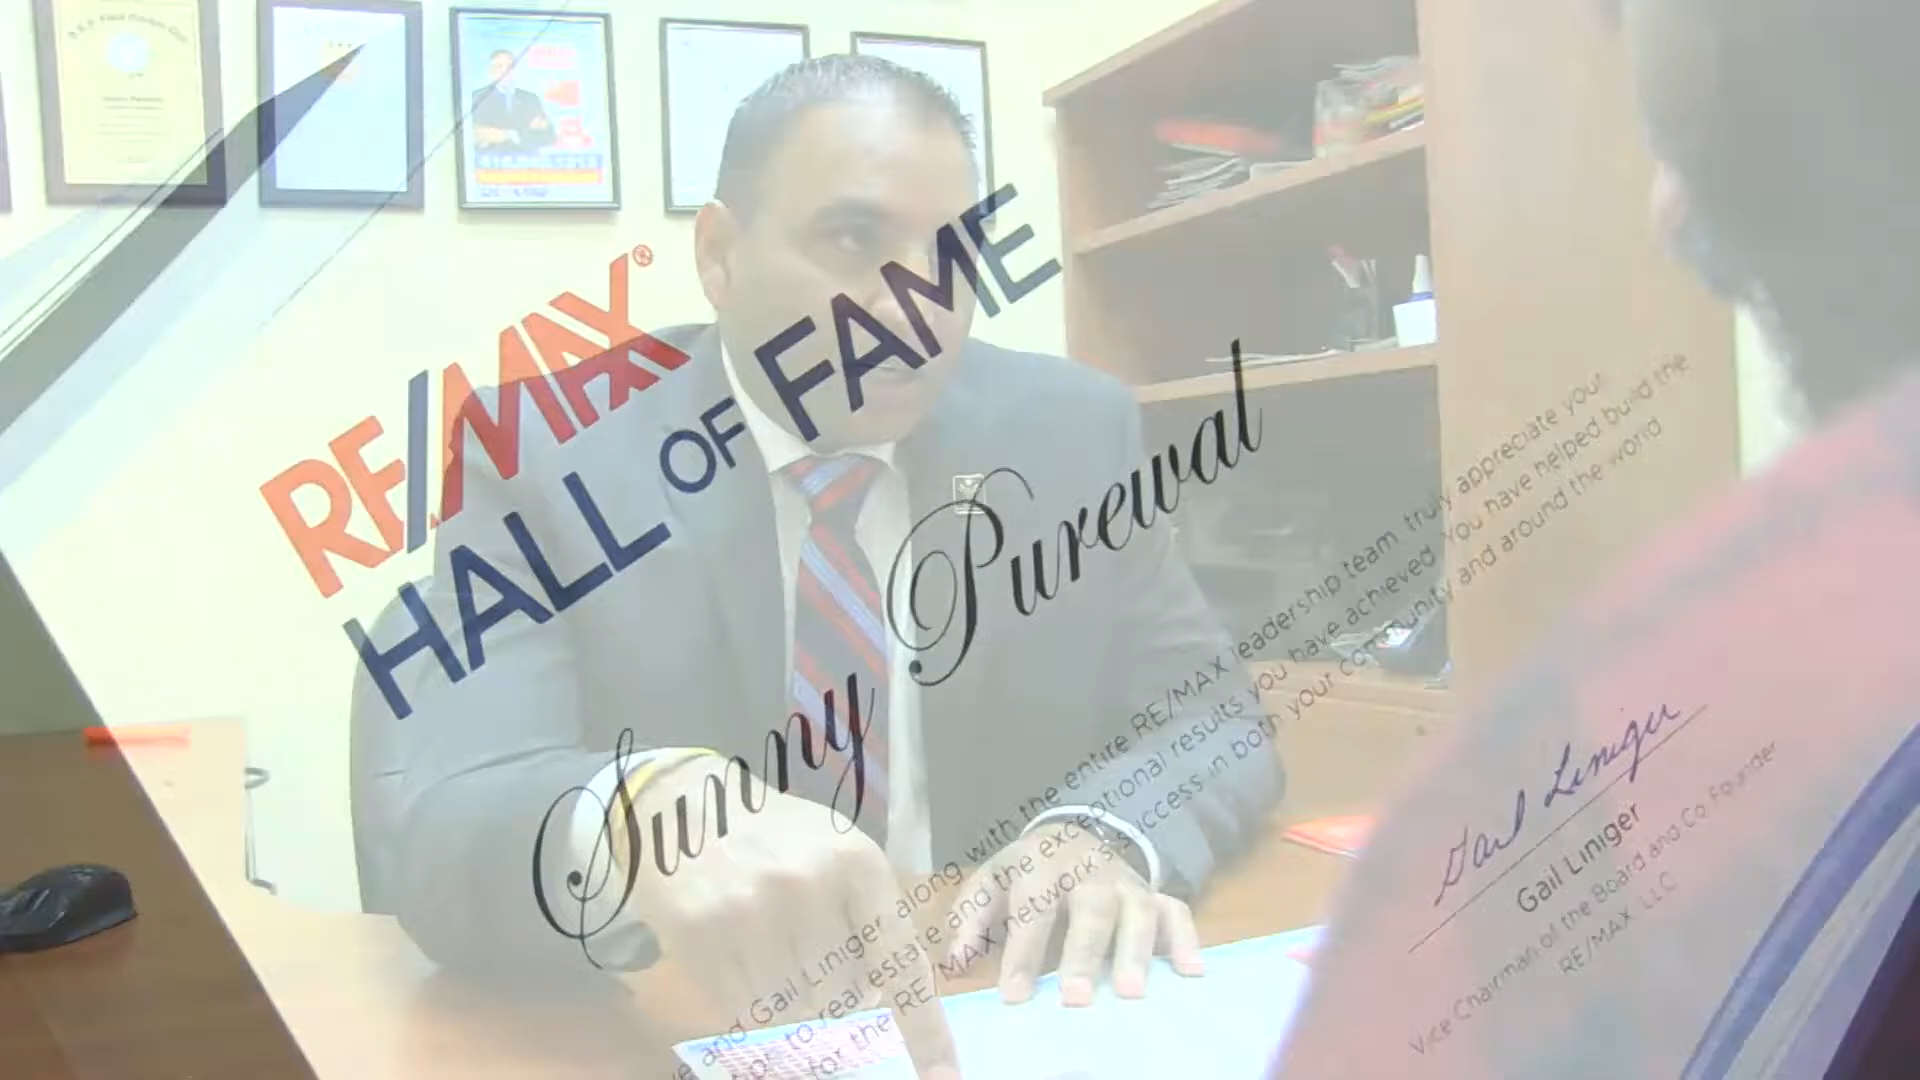 RE/MAX®
HALL OF FAME
Sunny Purewal
and Gail Liniger, along with the entire RE/MAX leadership team, truly appreciate your
to real estate and the exceptional results you have achieved. You have helped build the
for the RE/MAX network's success in both your community and around the world
Gail Liniger
Gail Liniger
Vice Chairman of the Board and Co Founder
RE/MAX, LLC